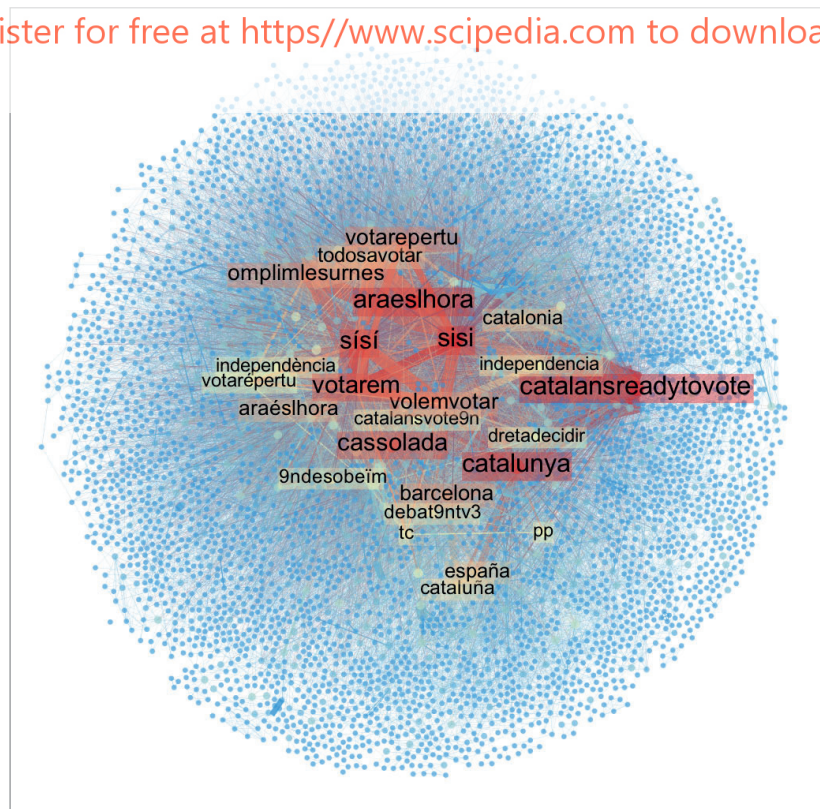 ister for free at https//www.scipedia.com to downloa
votarepertu
todosavotar
omplimlesurnes
araeslhora
catalonia
sísí
sisi
independència
independencia
votarépertu
votarem
catalansreadytovote
volemvotar
araéslhora
catalansvote9n
cassolada
dretadecidir
catalunya
9ndesobeïm
barcelona
debat9ntv3
tc
pp
españa
cataluña